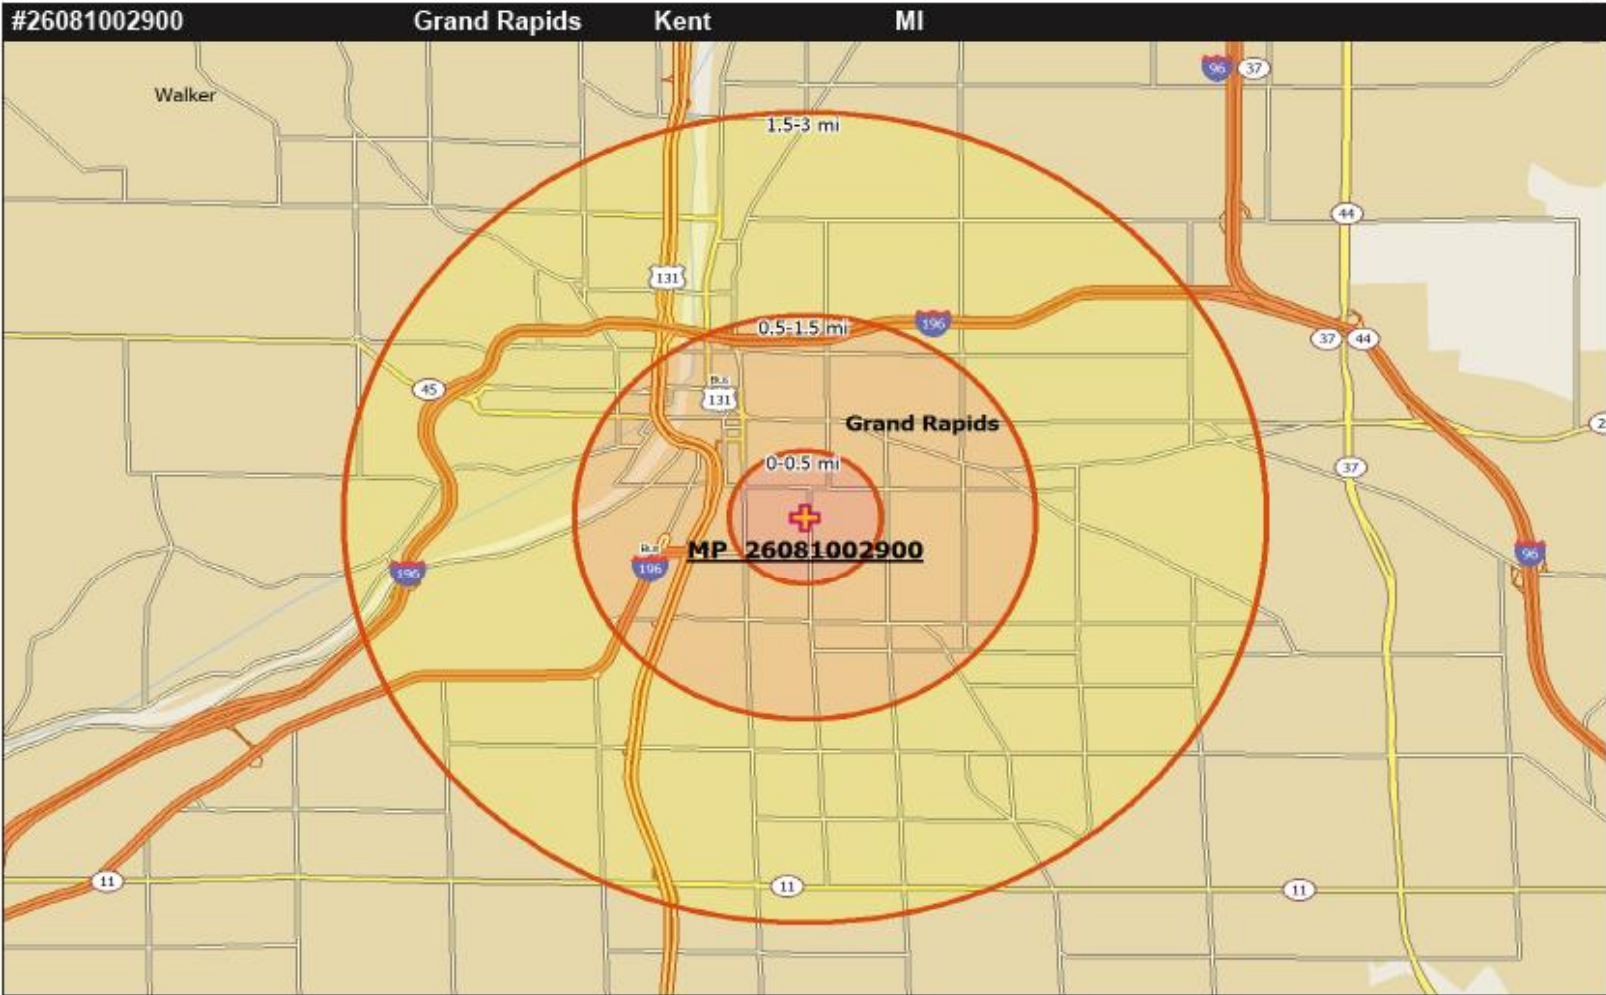 #26081002900 Grand Rapids Kent MI
96 37
Walker
1.5-3 mi
44
131
196
0.5-1.5 mi
37 44
45
Bus
131
Grand Rapids
2
0-0.5 mi
37
Bus
MP 26081002900
96
196
196
11
11
11